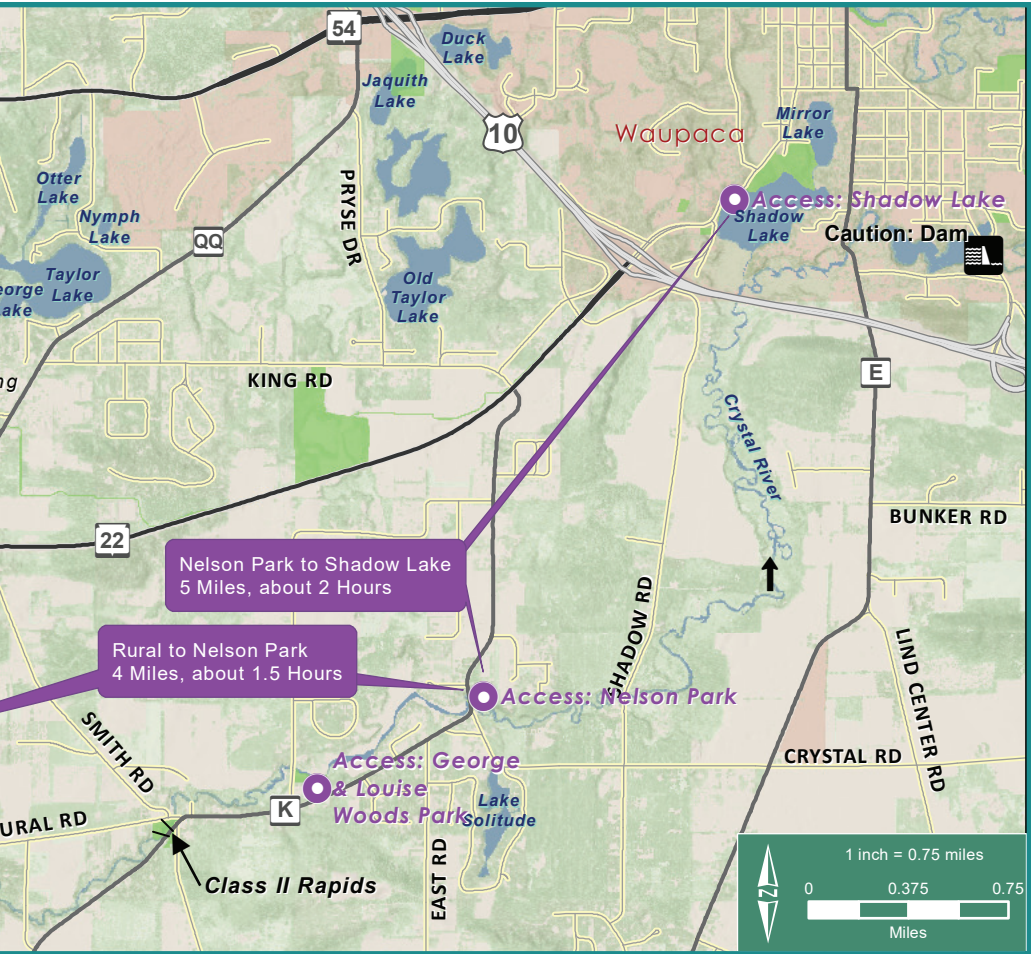 54
Duck
Lake
Jaquith
Lake
10
Mirror
Lake
Waupaca
Otter
Lake
PRYSE DR
Nymph
Lake
Access: Shadow Lake
Shadow
Lake
Caution: Dam
QQ
Taylor
Lake
eorge
ake
Old
Taylor
Lake
ng
KING RD
E
Crystal River
22
BUNKER RD
Nelson Park to Shadow Lake
5 Miles, about 2 Hours
SHADOW RD
Rural to Nelson Park
4 Miles, about 1.5 Hours
LIND CENTER RD
Access: Nelson Park
SMITH RD
CRYSTAL RD
Access: George
& Louise
Woods Park
K
Lake
Solitude
URAL RD
EAST RD
Class II Rapids
N
1 inch = 0.75 miles
0 0.375 0.75
Miles